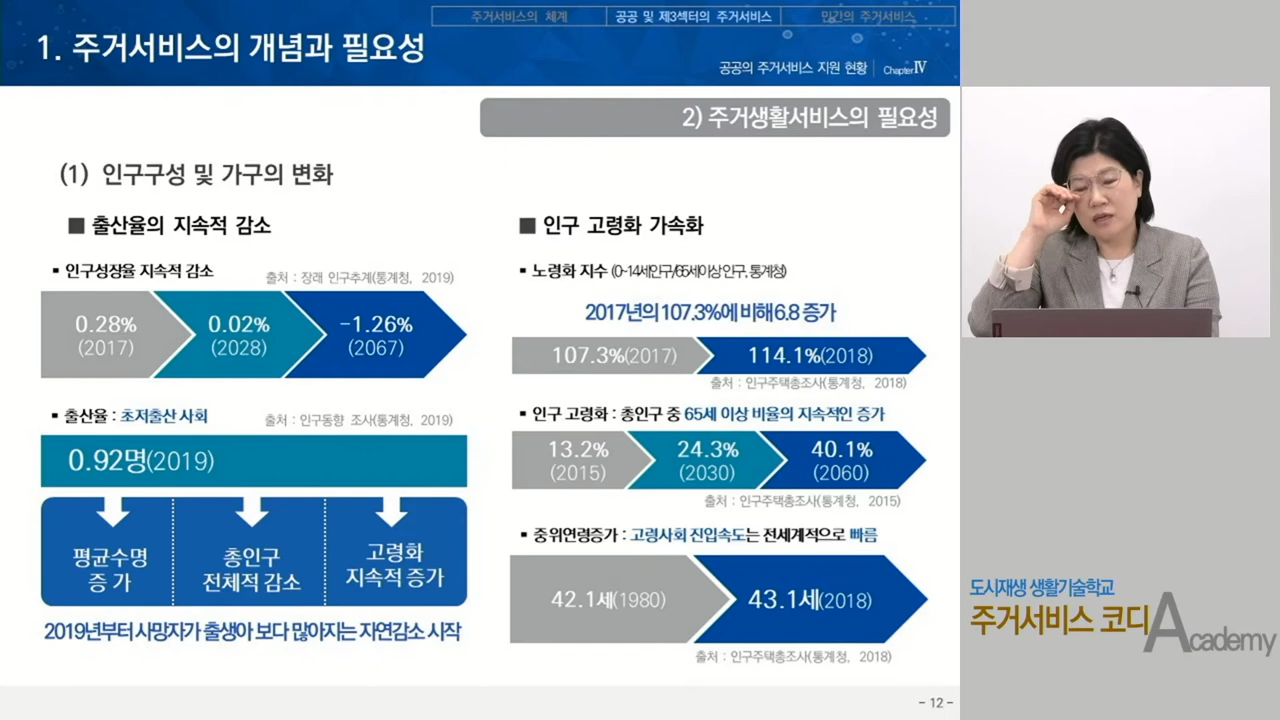 주거서비스의 체계
공공 및 제3섹터의 주거서비스
민간의 주거서비스
1. 주거서비스의 개념과 필요성
공공의 주거서비스 지원 현황
Chapter Ⅳ
2) 주거생활서비스의 필요성
(1) 인구구성 및 가구의 변화
■ 출산율의 지속적 감소
▪ 인구성장율 지속적 감소
출처 : 장래 인구추계(통계청, 2019)
0.28%
(2017)
0.02%
(2028)
-1.26%
(2067)
▪ 출산율 : 초저출산 사회
출처 : 인구동향 조사(통계청, 2019)
0.92명(2019)
평균수명
증 가
총인구
전체적 감소
고령화
지속적 증가
2019년부터 사망자가 출생아 보다 많아지는 자연감소 시작
■ 인구 고령화 가속화
▪ 노령화 지수 (0~14세인구/65세이상 인구, 통계청)
2017년의 107.3%에 비해 6.8 증가
107.3%(2017)
114.1%(2018)
출처 : 인구주택총조사(통계청, 2018)
▪ 인구 고령화 : 총인구 중 65세 이상 비율의 지속적인 증가
13.2%
(2015)
24.3%
(2030)
40.1%
(2060)
출처 : 인구주택총조사(통계청, 2015)
▪ 중위연령증가 : 고령사회 진입속도는 전세계적으로 빠름
42.1세(1980)
43.1세(2018)
출처 : 인구주택총조사(통계청, 2018)
- 12 -
도시재생 생활기술학교
주거서비스 코디 Academy